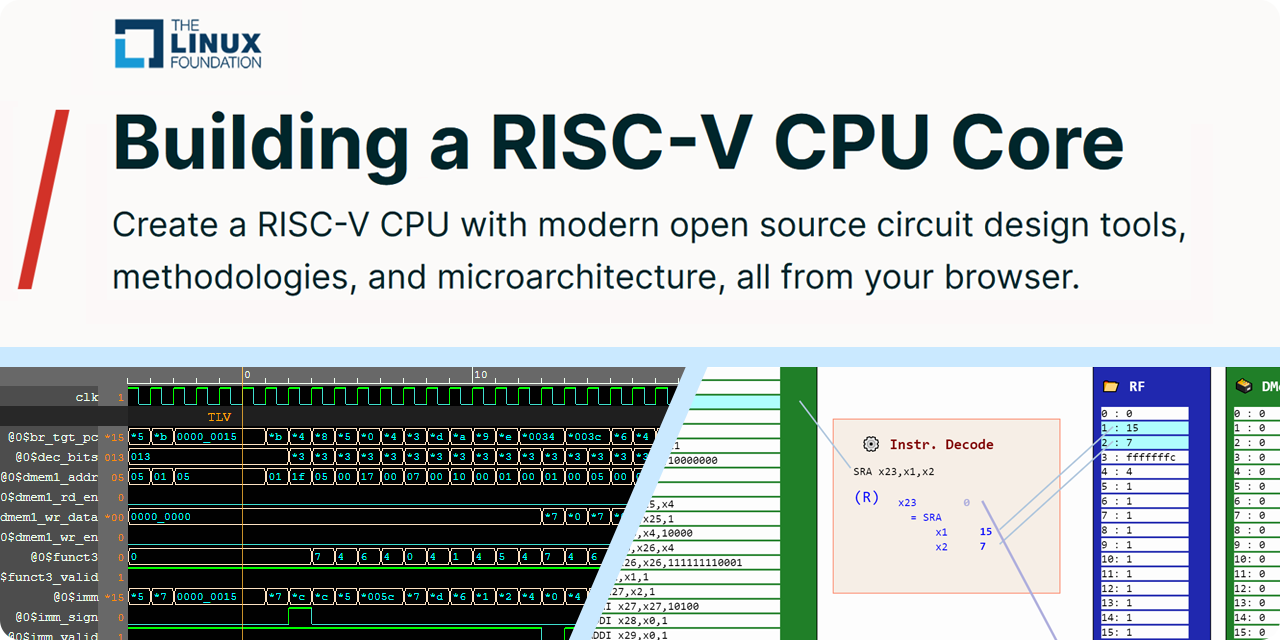 THE
LINUX
FOUNDATION
Building a RISC-V CPU Core
Create a RISC-V CPU with modern open source circuit design tools,
methodologies, and microarchitecture, all from your browser.
0 10
clk 1
TLV
@0$br_tgt_pc *15 *5 *b 0000_0015 *b *4 *8 *5 *0 *4 *3 *d *a *9 *e *0034 *003c *6 *4
@0$dec_bits 013 013 *3 *3 *3 *3 *3 *3 *3 *3 *3 *3 *3 *3 *3 *3 *3
@0$dmem1_addr 05 05 01 05 01 1f 05 00 17 00 07 00 10 00 01 00 01 00 05 00
0$dmem1_rd_en 0
dmem1_wr_data *00 0000_0000 *7 *0 *7
0$dmem1_wr_en 0
@0$funct3 0 0 7 4 6 4 0 4 1 4 5 4 7 4 6
$funct3_valid 1
@0$imm *15 *5 *7 0000_0015 *7 *c *c *5 *005c *7 *d *6 *1 *2 *4 *0 *4
@0$imm_sign 0
@0$imm_valid 1
10000000
5,x4
x25,1
,x4,10000
,x26,x4
x26,x26,111111110001
,x1,1
x27,x2,1
I x27,x27,10100
DDI x28,x0,1
DDI x29,x0,1
Instr. Decode
SRA x23,x1,x2
(R) x23 0
= SRA
x1 15
x2 7
RF
0 : 0
1 : 15
2 : 7
3 : fffffffc
4 : 4
5 : 1
6 : 1
7 : 1
8 : 1
9 : 1
10: 1
11: 1
12: 1
13: 1
14: 1
15: 1
DMe
0 : 0
1 : 0
2 : 0
3 : 0
4 : 0
5 : 0
6 : 0
7 : 0
8 : 0
9 : 0
10: 0
11: 0
12: 0
13: 0
14: 0
15: 0